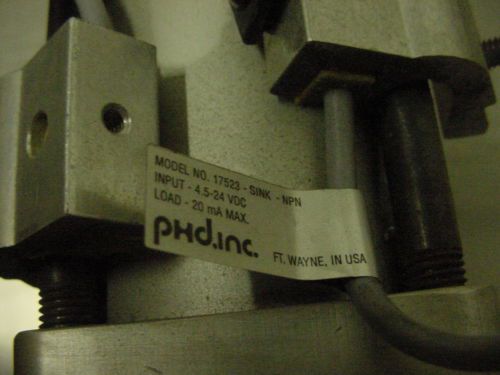 MODEL NO. 17523 - SINK - NPN
INPUT - 4.5-24 VDC
LOAD - 20 mA MAX.
PHd.inc. FT. WAYNE, IN USA